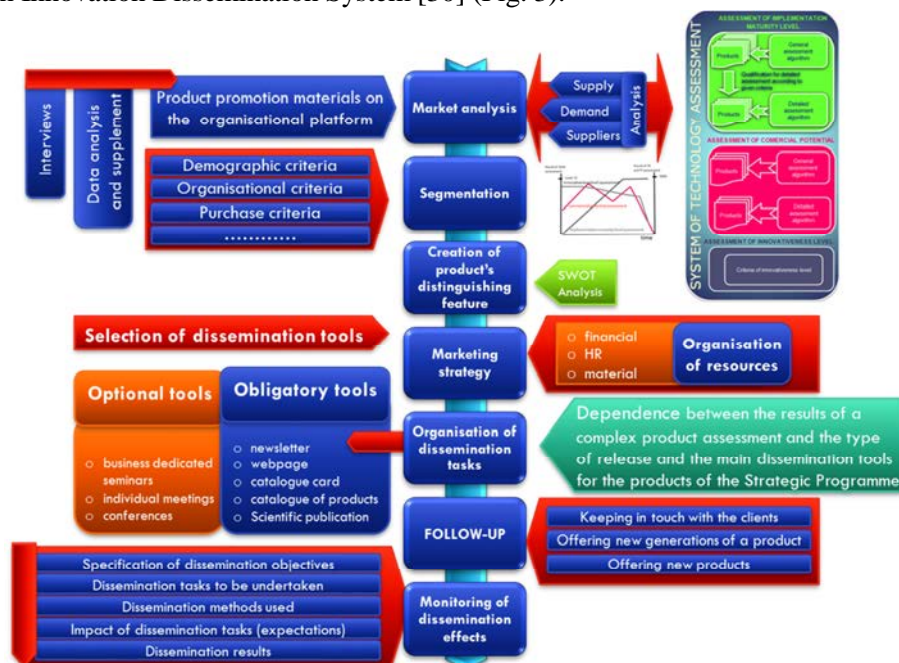 Innovation Dissemination System [30] (Fig. 5).
Interviews
Data analysis
and supplement
Product promotion materials on
the organisational platform
Market analysis
Supply
Demand
Suppliers
Analysis
SYSTEM OF TECHNOLOGY ASSESSMENT
ASSESSMENT OF IMPLEMENTATION
MATURITY LEVEL
Products
General
assessment
algorithm
Qualification for detailed
assessment according to
given criteria
Products
Detailed
assessment
algorithm
ASSESSMENT OF COMERCIAL POTENTIAL
Products
General
assessment
algorithm
Products
Detailed
assessment
algorithm
ASSESSMENT OF INNOVATIVENESS LEVEL
Criteria of innovativeness level
Demographic criteria
Organisational criteria
Purchase criteria
............
Segmentation
time
Creation of
product's
distinguishing
feature
SWOT
Analysis
Selection of dissemination tools
Marketing
strategy
financial
HR
material
Organisation
of resources
Optional tools
business dedicated
seminars
individual meetings
conferences
Obligatory tools
newsletter
webpage
catalogue card
catalogue of products
Scientific publication
Organisation of
dissemination
tasks
Dependence between the results of a
complex product assessment and the type
of release and the main dissemination tools
for the products of the Strategic Programme
FOLLOW-UP
Keeping in touch with the clients
Offering new generations of a product
Offering new products
Specification of dissemination objectives
Dissemination tasks to be undertaken
Dissemination methods used
Impact of dissemination tasks (expectations)
Dissemination results
Monitoring of
dissemination
effects